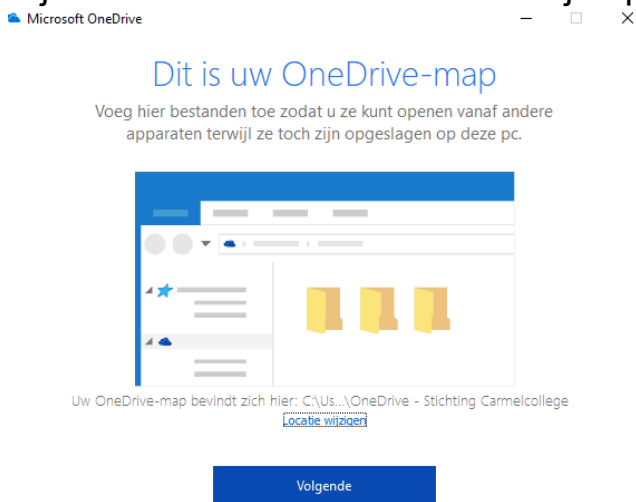 Microsoft OneDrive
Dit is uw OneDrive-map
Voeg hier bestanden toe zodat u ze kunt openen vanaf andere
apparaten terwijl ze toch zijn opgeslagen op deze pc.
Uw OneDrive-map bevindt zich hier: C:\Us...\OneDrive - Stichting Carmelcollege
Locatie wijzigen
Volgende